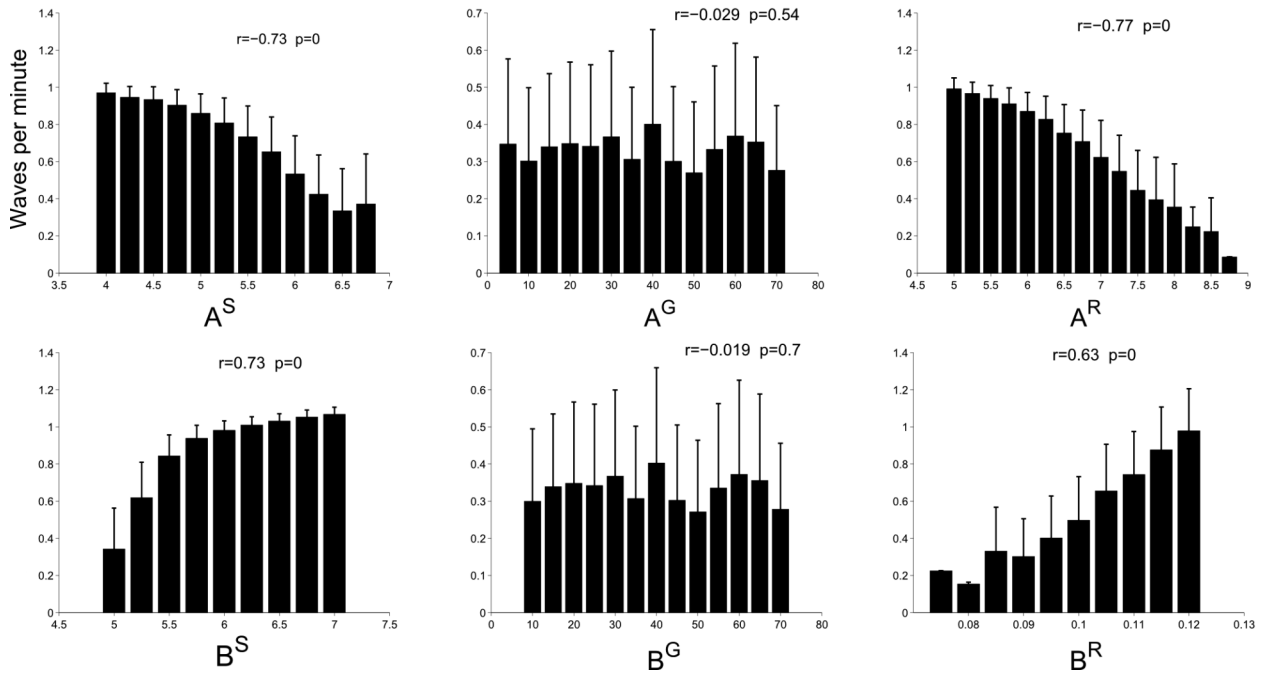 Waves per minute
r=−0.73 p=0
1.4
1.2
1
0.8
0.6
0.4
0.2
0
3.5 4 4.5 5 5.5 6 6.5 7
A^S
r=−0.029 p=0.54
0.7
0.6
0.5
0.4
0.3
0.2
0.1
0
0 10 20 30 40 50 60 70 80
A^G
r=−0.77 p=0
1.4
1.2
1
0.8
0.6
0.4
0.2
0
4.5 5 5.5 6 6.5 7 7.5 8 8.5 9
A^R
r=0.73 p=0
1.4
1.2
1
0.8
0.6
0.4
0.2
0
4.5 5 5.5 6 6.5 7 7.5
B^S
r=−0.019 p=0.7
0.7
0.6
0.5
0.4
0.3
0.2
0.1
0
10 20 30 40 50 60 70 80
B^G
r=0.63 p=0
1.4
1.2
1
0.8
0.6
0.4
0.2
0
0.08 0.09 0.1 0.11 0.12 0.13
B^R